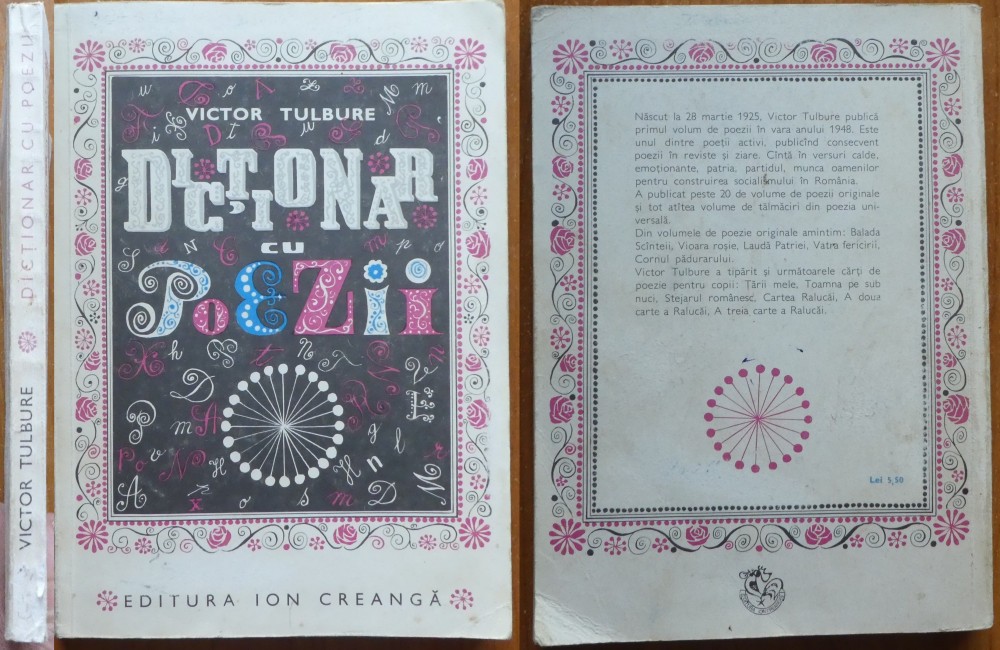 VICTOR TULBURE DICȚIONAR CU POEZII
VICTOR TULBURE
DICȚIONAR
CU
POEZII
EDITURA ION CREANGĂ
Născut la 28 martie 1925, Victor Tulbure publică
primul volum de poezii în vara anului 1948. Este
unul dintre poeții activi, publicînd consecvent
poezii în reviste și ziare. Cîntă în versuri calde,
emoționante, patria, partidul, munca oamenilor
pentru construirea socialismului în România.
A publicat peste 20 de volume de poezii originale
și tot atîtea volume de tălmăciri din poezia uni-
versală.
Din volumele de poezie originale amintim: Balada
Scînteii, Vioara roșie, Laudă Patriei, Vatra fericirii,
Cornul pădurarului.
Victor Tulbure a tipărit și următoarele cărți de
poezie pentru copii: Țării mele, Toamna pe sub
nuci, Stejarul românesc, Cartea Ralucăi, A doua
carte a Ralucăi, A treia carte a Ralucăi.
Lei 5,50